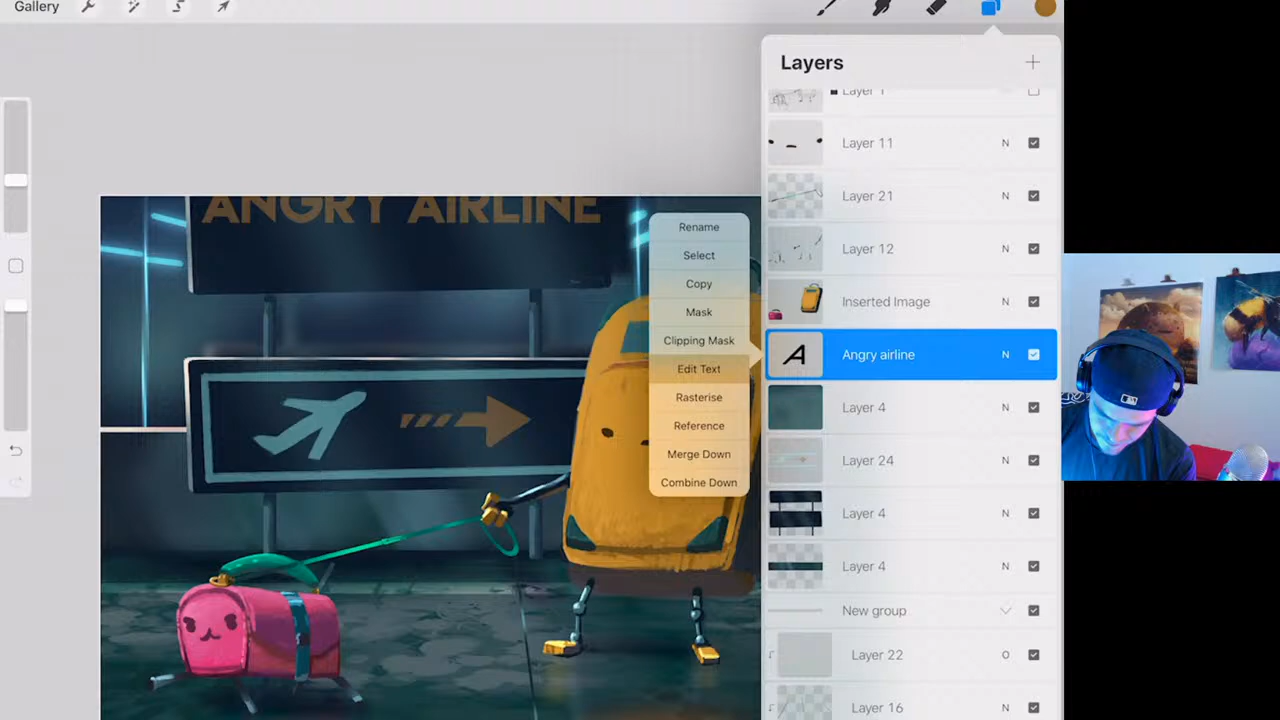 Gallery
Layers
Layer 1
Layer 11 N
Layer 21 N
Layer 12 N
Inserted Image N
Angry airline N
Layer 4 N
Layer 24 N
Layer 4 N
Layer 4 N
New group
Layer 22 O
Layer 16 N
Rename
Select
Copy
Mask
Clipping Mask
Edit Text
Rasterise
Reference
Merge Down
Combine Down
ANGRY AIRLINE
A